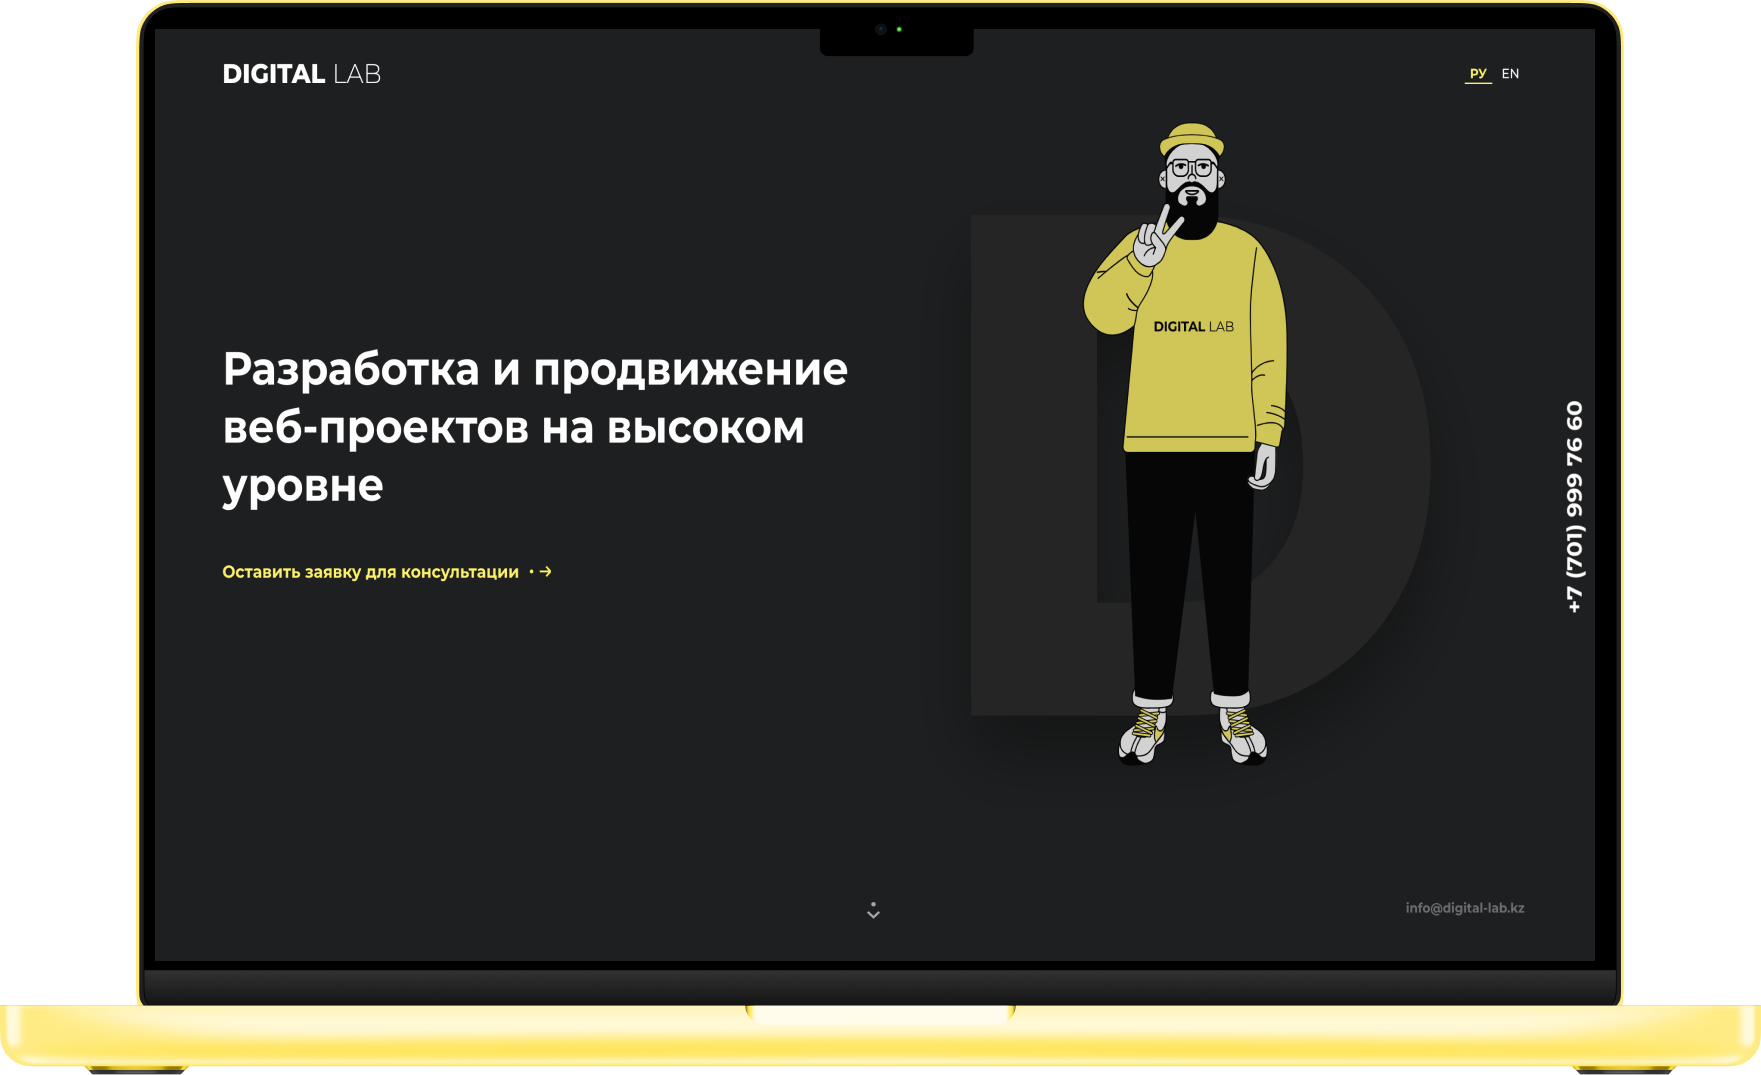 DIGITAL LAB
РУ EN
DIGITAL LAB
Разработка и продвижение
веб-проектов на высоком
уровне
Оставить заявку для консультации
+7 (701) 999 76 60
info@digital-lab.kz